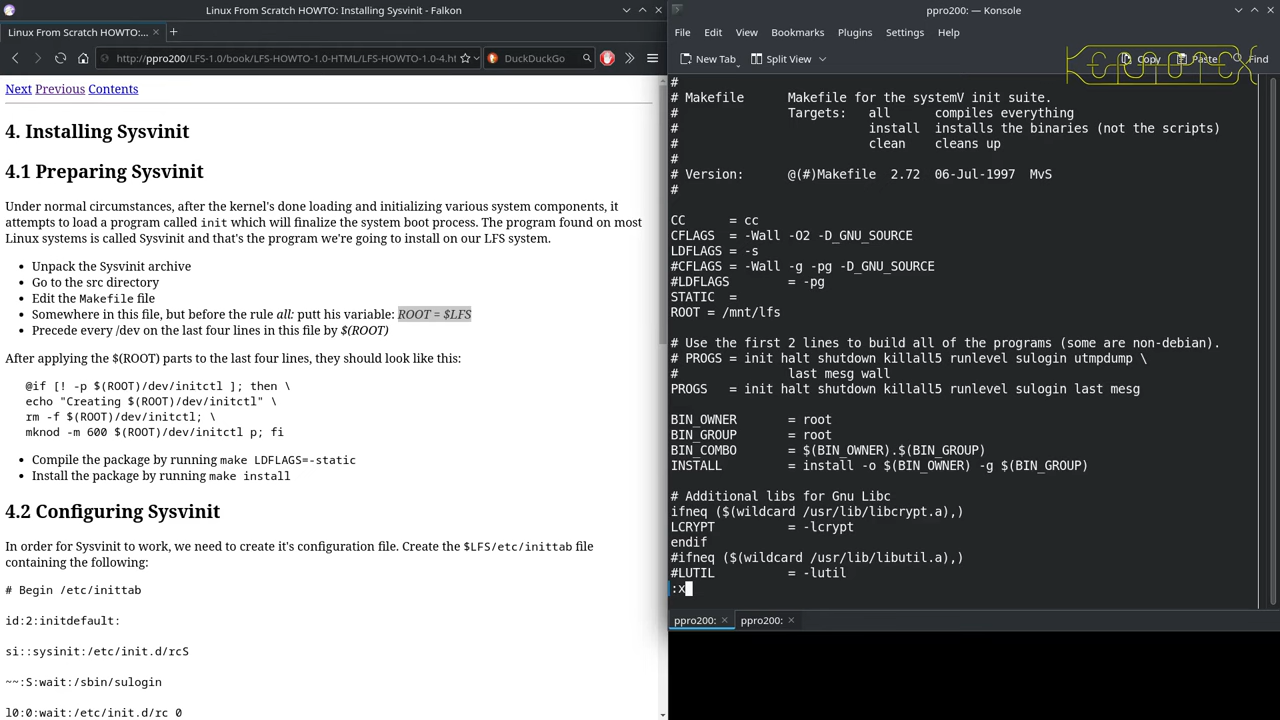 Linux From Scratch HOWTO: Installing Sysvinit - Falkon
Linux From Scratch HOWTO:...
http://ppro200/LFS-1.0/book/LFS-HOWTO-1.0-HTML/LFS-HOWTO-1.0-4.ht
DuckDuckGo
Next Previous Contents
4. Installing Sysvinit
4.1 Preparing Sysvinit
Under normal circumstances, after the kernel's done loading and initializing various system components, it
attempts to load a program called init which will finalize the system boot process. The program found on most
Linux systems is called Sysvinit and that's the program we're going to install on our LFS system.
• Unpack the Sysvinit archive
• Go to the src directory
• Edit the Makefile file
• Somewhere in this file, but before the rule all: putt his variable: ROOT = $LFS
• Precede every /dev on the last four lines in this file by $(ROOT)
After applying the $(ROOT) parts to the last four lines, they should look like this:
@if [! -p $(ROOT)/dev/initctl ]; then \
echo "Creating $(ROOT)/dev/initctl" \
rm -f $(ROOT)/dev/initctl; \
mknod -m 600 $(ROOT)/dev/initctl p; fi
• Compile the package by running make LDFLAGS=-static
• Install the package by running make install
4.2 Configuring Sysvinit
In order for Sysvinit to work, we need to create it's configuration file. Create the $LFS/etc/inittab file
containing the following:
# Begin /etc/inittab
id:2:initdefault:
si::sysinit:/etc/init.d/rcS
~~:S:wait:/sbin/sulogin
l0:0:wait:/etc/init.d/rc 0
ppro200: — Konsole
File Edit View Bookmarks Plugins Settings Help
New Tab Split View Copy Paste Find
#
# Makefile Makefile for the systemV init suite.
# Targets: all compiles everything
# install installs the binaries (not the scripts)
# clean cleans up
#
# Version: @(#)Makefile 2.72 06-Jul-1997 MvS
#
CC = cc
CFLAGS = -Wall -O2 -D_GNU_SOURCE
LDFLAGS = -s
#CFLAGS = -Wall -g -pg -D_GNU_SOURCE
#LDFLAGS = -pg
STATIC =
ROOT = /mnt/lfs
# Use the first 2 lines to build all of the programs (some are non-debian).
# PROGS = init halt shutdown killall5 runlevel sulogin utmpdump \
# last mesg wall
PROGS = init halt shutdown killall5 runlevel sulogin last mesg
BIN_OWNER = root
BIN_GROUP = root
BIN_COMBO = $(BIN_OWNER).$(BIN_GROUP)
INSTALL = install -o $(BIN_OWNER) -g $(BIN_GROUP)
# Additional libs for Gnu Libc
ifneq ($(wildcard /usr/lib/libcrypt.a),)
LCRYPT = -lcrypt
endif
#ifneq ($(wildcard /usr/lib/libutil.a),)
#LUTIL = -lutil
:x
ppro200: ppro200: